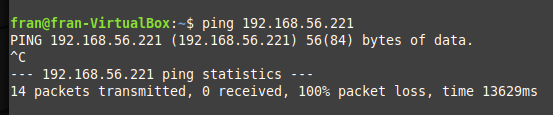 fran@fran-VirtualBox:~$ ping 192.168.56.221
PING 192.168.56.221 (192.168.56.221) 56(84) bytes of data.
^C
--- 192.168.56.221 ping statistics ---
14 packets transmitted, 0 received, 100% packet loss, time 13629ms